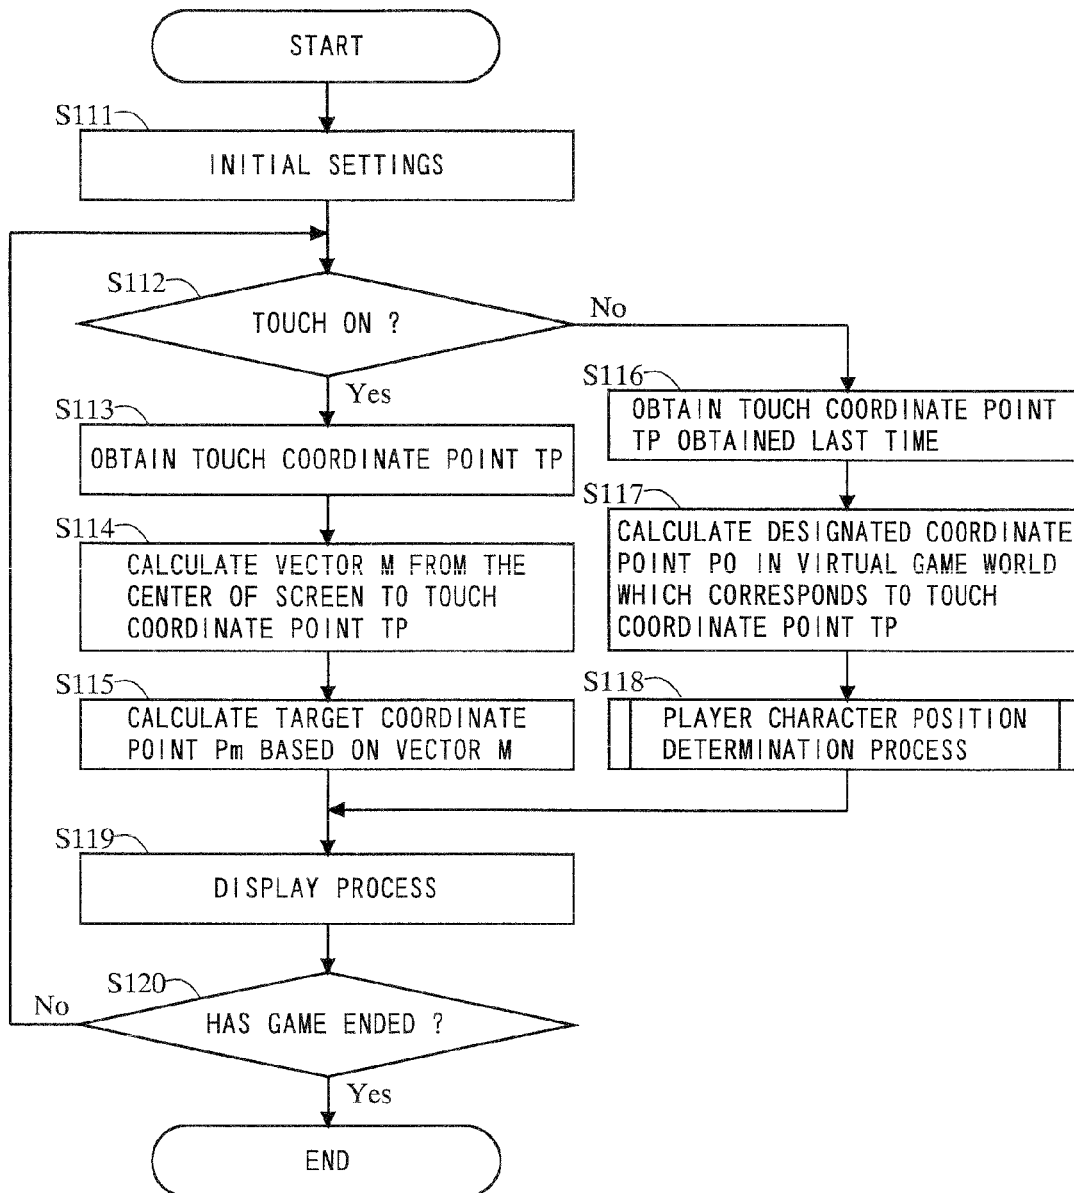 START
S111
INITIAL SETTINGS
S112
TOUCH ON ?
No
Yes
S113
OBTAIN TOUCH COORDINATE POINT TP
S114
CALCULATE VECTOR M FROM THE
CENTER OF SCREEN TO TOUCH
COORDINATE POINT TP
S115
CALCULATE TARGET COORDINATE
POINT Pm BASED ON VECTOR M
S116
OBTAIN TOUCH COORDINATE POINT
TP OBTAINED LAST TIME
S117
CALCULATE DESIGNATED COORDINATE
POINT PO IN VIRTUAL GAME WORLD
WHICH CORRESPONDS TO TOUCH
COORDINATE POINT TP
S118
PLAYER CHARACTER POSITION
DETERMINATION PROCESS
S119
DISPLAY PROCESS
S120
No
HAS GAME ENDED ?
Yes
END